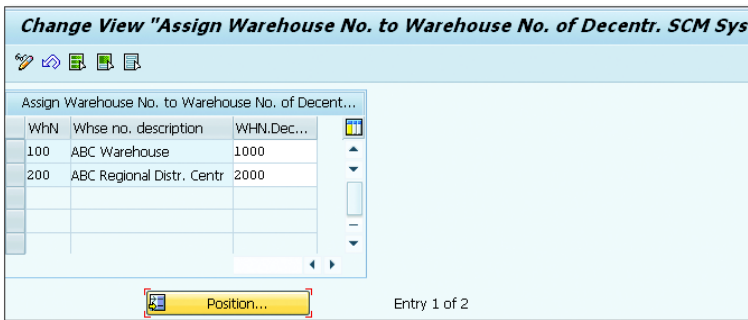 Change View "Assign Warehouse No. to Warehouse No. of Decentr. SCM Sys
Assign Warehouse No. to Warehouse No. of Decent...
WhN Whse no. description WHN.Dec...
100 ABC Warehouse 1000
200 ABC Regional Distr. Centr 2000
Position... Entry 1 of 2